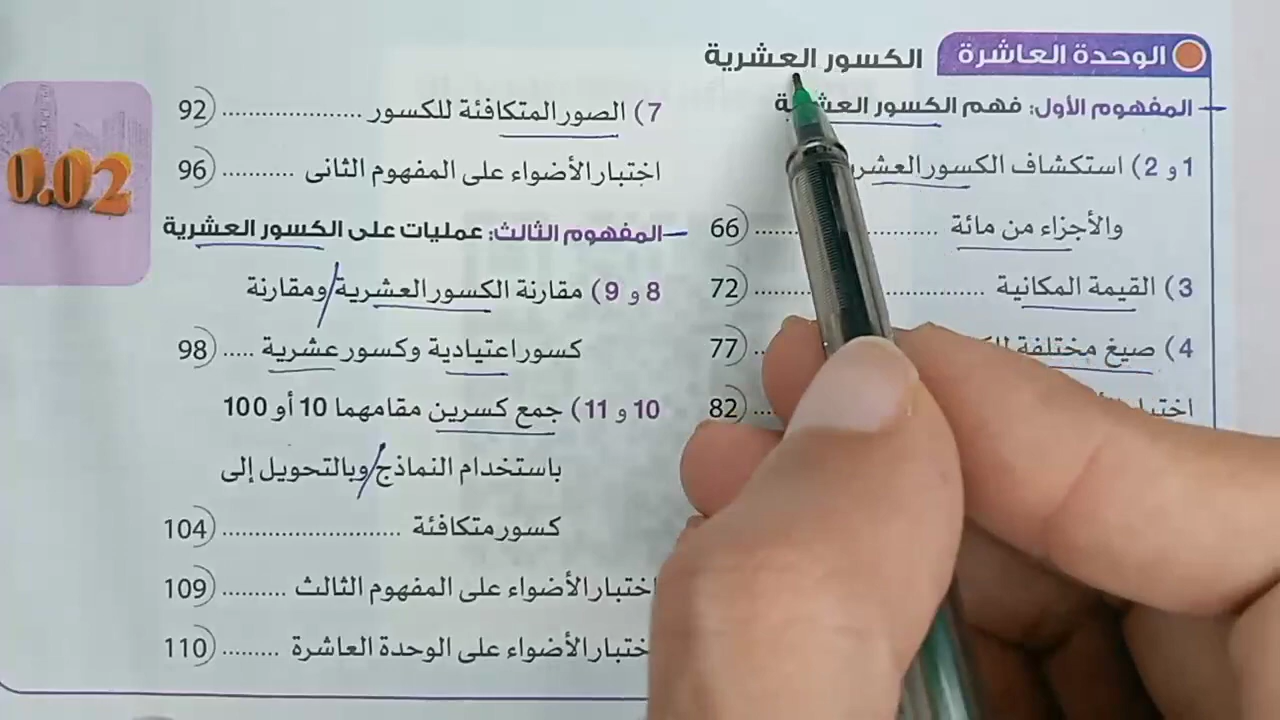 الوحدة العاشرة الكسور العشرية
المفهوم الأول: فهم الكسور
1 و 2) استكشاف الكسور
والأجزاء من مائة .................... 66
3) القيمة المكانية .................... 72
4) صيغ مختلفة 77
82
7) الصور المتكافئة للكسور .................... 92
اختبار الأضواء على المفهوم الثانى .......... 96
المفهوم الثالث: عمليات على الكسور العشرية
8 و 9) مقارنة الكسور العشرية/ومقارنة
كسور اعتيادية وكسور عشرية ..... 98
10 و 11) جمع كسرين مقامهما 10 أو 100
باستخدام النماذج/وبالتحويل إلى
كسور متكافئة .......................... 104
اختبار الأضواء على المفهوم الثالث .......... 109
اختبار الأضواء على الوحدة العاشرة ......... 110
0.02